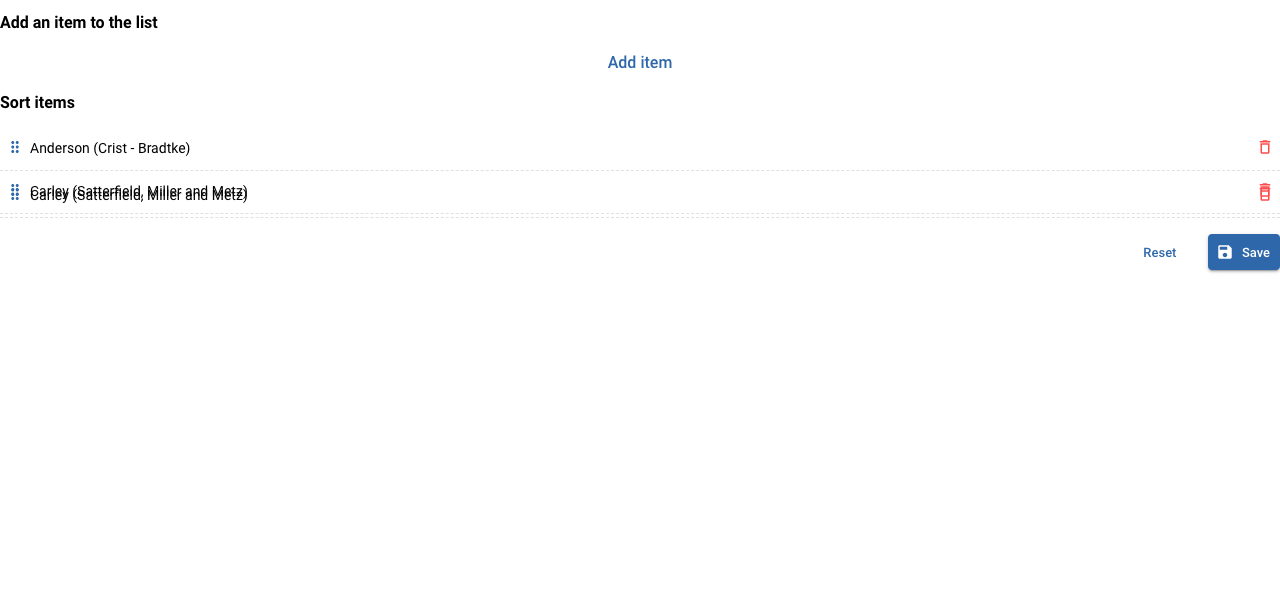 Add an item to the list
Add item
Sort items
Anderson (Crist - Bradtke)
Carley (Satterfield, Miller and Metz)
Carley (Satterfield, Miller and Metz)
Reset
Save